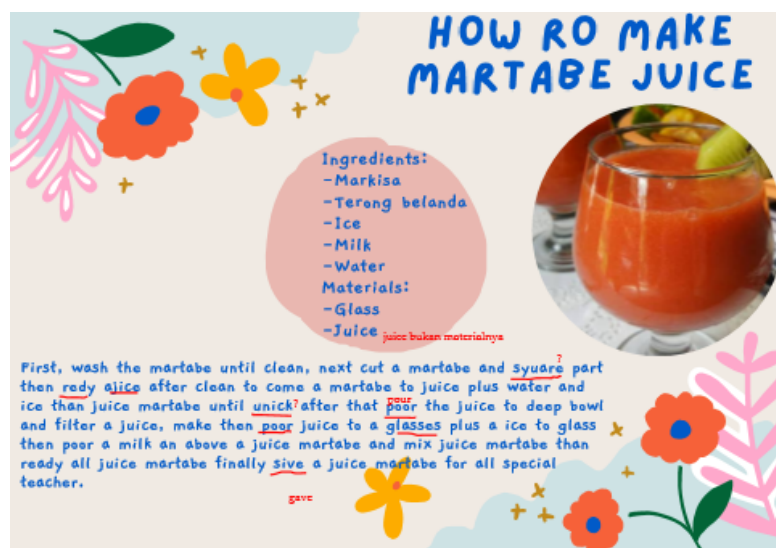 HOW RO MAKE
MARTABE JUICE
Ingredients:
-Markisa
-Terong belanda
-Ice
-Milk
-Water
Materials:
-Glass
-Juice juice bukan materialnya
?
First, wash the martabe until clean, next cut a martabe and syuare part
then redy ajice after clean to come a martabe to juice plus water and
pour
ice than juice martabe until unick? after that poor the juice to deep bowl
and filter a juice, make then poor juice to a glasses plus a ice to glass
then poor a milk an above a juice martabe and mix juice martabe than
ready all juice martabe finally sive a juice martabe for all special
teacher.
gave